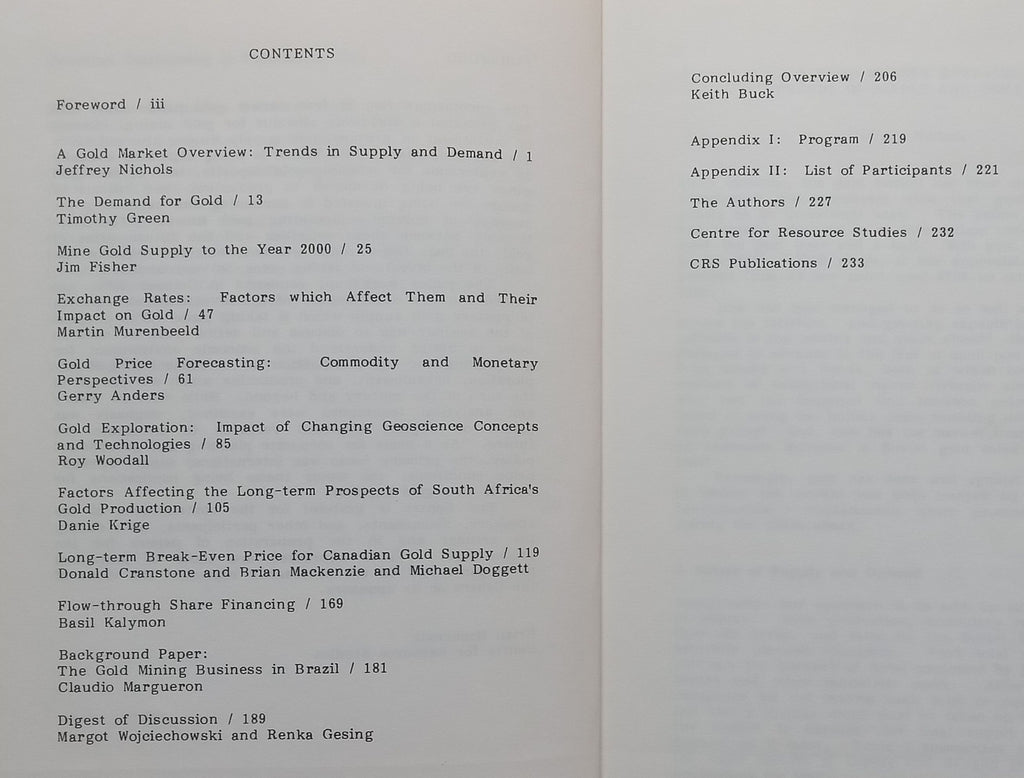 CONTENTS
Foreword / iii
A Gold Market Overview: Trends in Supply and Demand / 1
Jeffrey Nichols
The Demand for Gold / 13
Timothy Green
Mine Gold Supply to the Year 2000 / 25
Jim Fisher
Exchange Rates: Factors which Affect Them and Their
Impact on Gold / 47
Martin Murenbeeld
Gold Price Forecasting: Commodity and Monetary
Perspectives / 61
Gerry Anders
Gold Exploration: Impact of Changing Geoscience Concepts
and Technologies / 85
Roy Woodall
Factors Affecting the Long-term Prospects of South Africa's
Gold Production / 105
Danie Krige
Long-term Break-Even Price for Canadian Gold Supply / 119
Donald Cranstone and Brian Mackenzie and Michael Doggett
Flow-through Share Financing / 169
Basil Kalymon
Background Paper:
The Gold Mining Business in Brazil / 181
Claudio Margueron
Digest of Discussion / 189
Margot Wojciechowski and Renka Gesing
Concluding Overview / 206
Keith Buck
Appendix I: Program / 219
Appendix II: List of Participants / 221
The Authors / 227
Centre for Resource Studies / 232
CRS Publications / 233